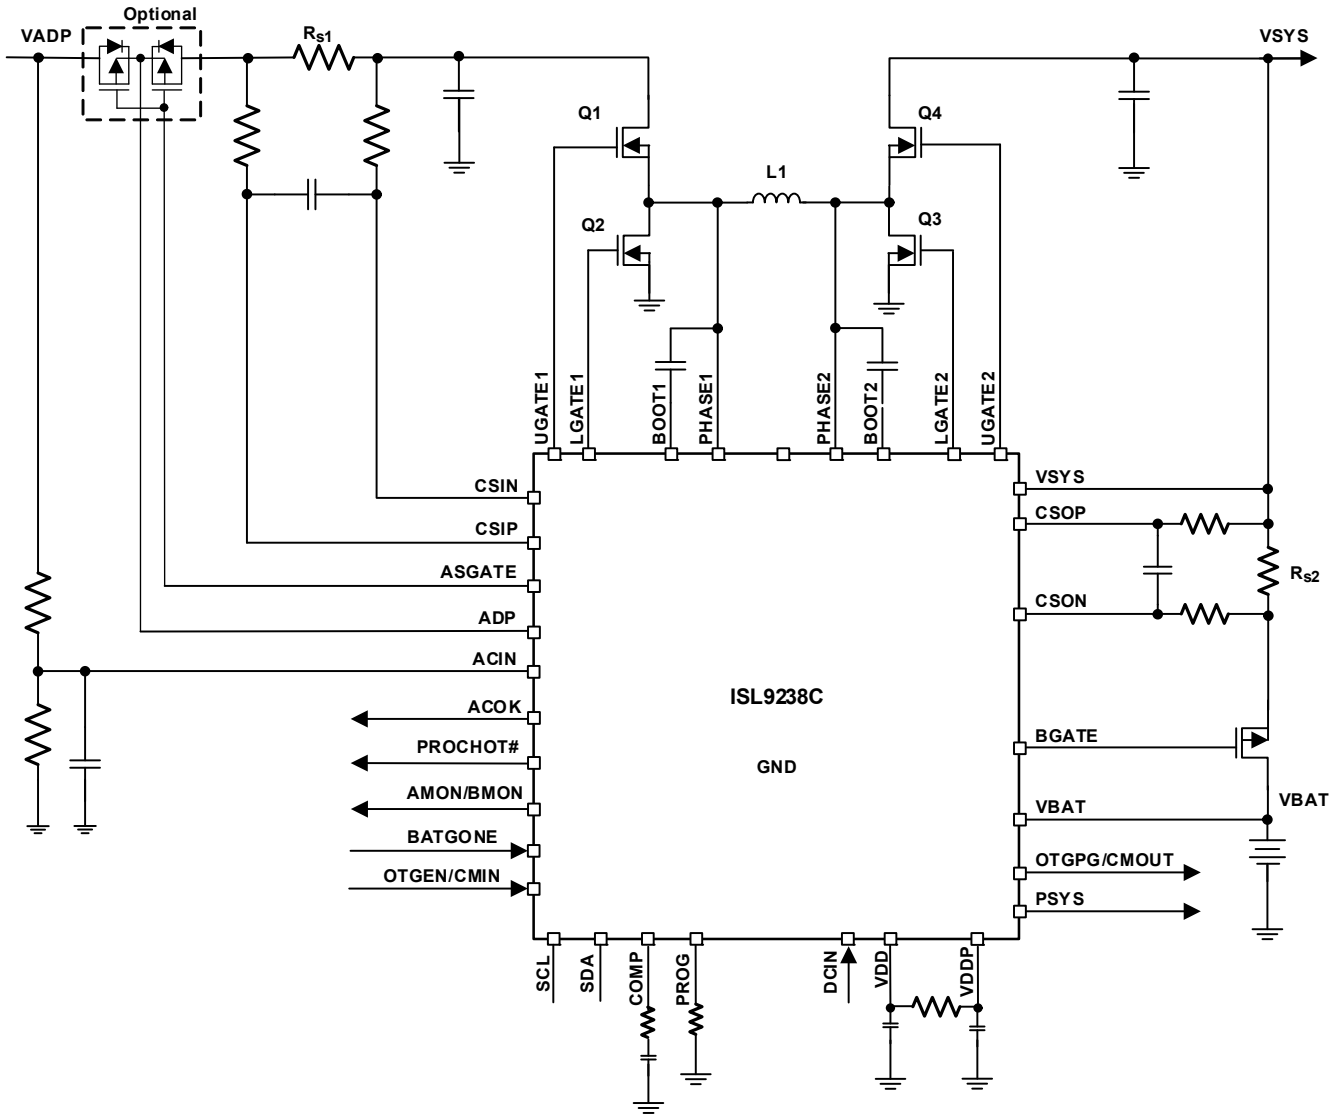 Optional
VADP
Rs1
VSYS
Q1
Q4
L1
Q2
Q3
UGATE1
LGATE1
BOOT1
PHASE1
PHASE2
BOOT2
LGATE2
UGATE2
CSIN
VSYS
CSOP
CSIP
ASGATE
Rs2
CSON
ADP
ACIN
ISL9238C
ACOK
BGATE
PROCHOT#
GND
AMON/BMON
VBAT
VBAT
BATGONE
OTGPG/CMOUT
OTGEN/CMIN
PSYS
SCL
SDA
COMP
PROG
DCIN
VDD
VDDP